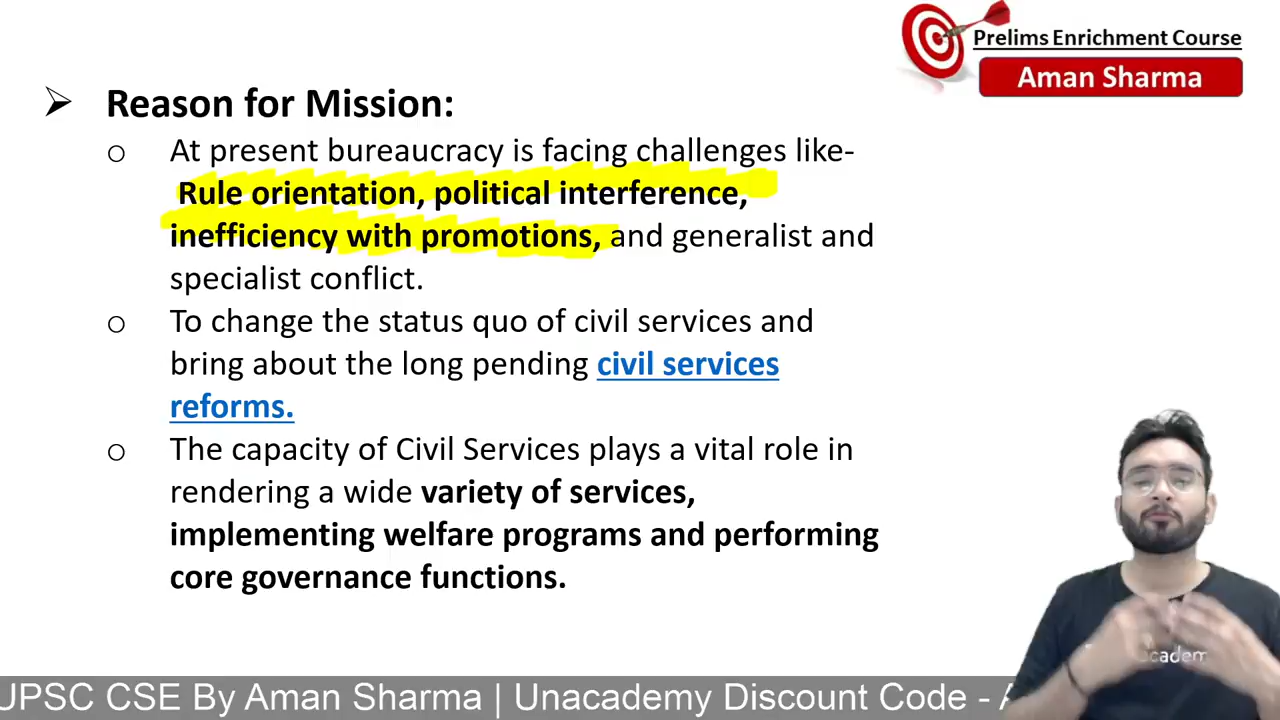 Prelims Enrichment Course
Aman Sharma
➢ Reason for Mission:
o At present bureaucracy is facing challenges like-
Rule orientation, political interference,
inefficiency with promotions, and generalist and
specialist conflict.
o To change the status quo of civil services and
bring about the long pending civil services
reforms.
o The capacity of Civil Services plays a vital role in
rendering a wide variety of services,
implementing welfare programs and performing
core governance functions.
UPSC CSE By Aman Sharma | Unacademy Discount Code -